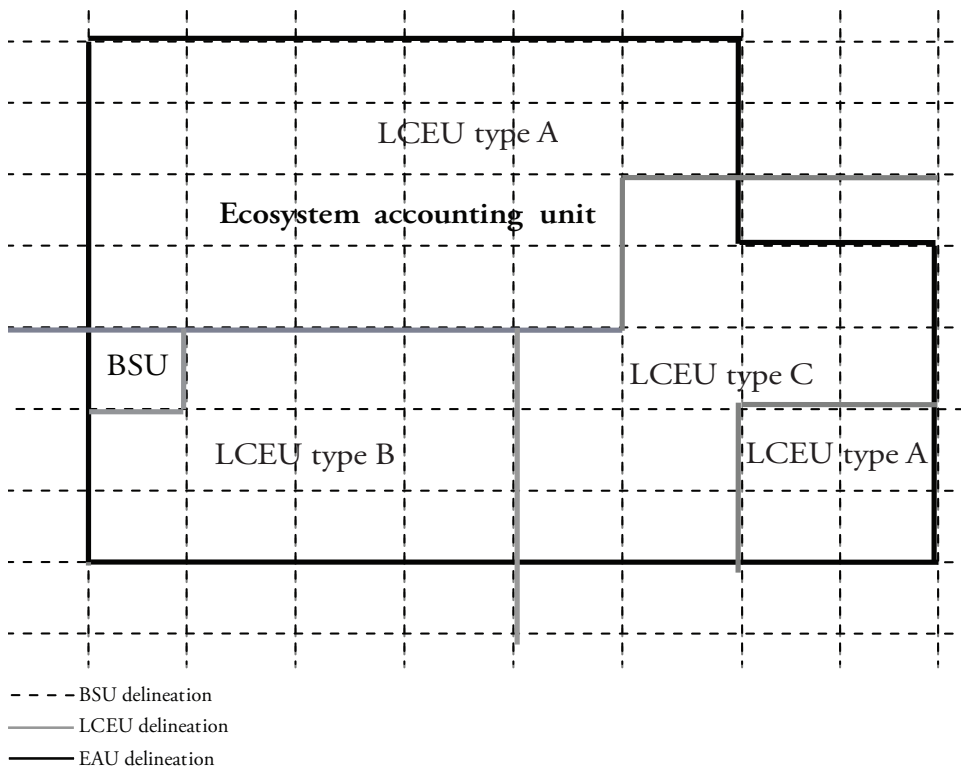 LCEU type A
Ecosystem accounting unit
BSU
LCEU type C
LCEU type B
LCEU type A
BSU delineation
LCEU delineation
EAU delineation